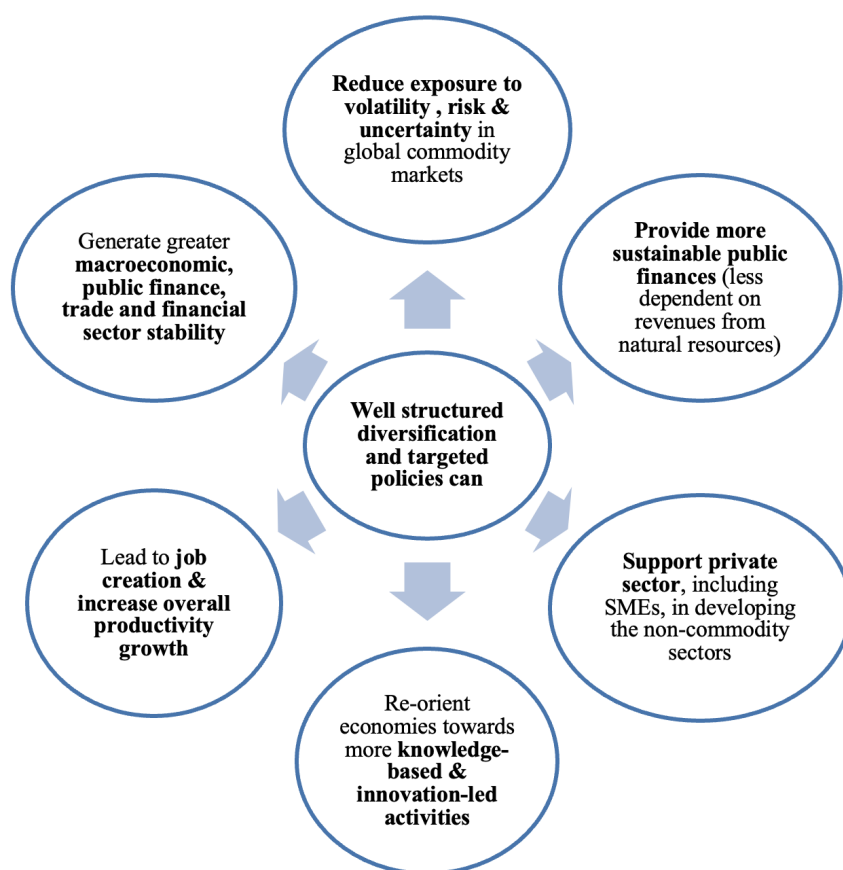 Reduce exposure to
volatility , risk &
uncertainty in
global commodity
markets
Provide more
sustainable public
finances (less
dependent on
revenues from
natural resources)
Support private
sector, including
SMEs, in developing
the non-commodity
sectors
Re-orient
economies towards
more knowledge-
based &
innovation-led
activities
Lead to job
creation &
increase overall
productivity
growth
Generate greater
macroeconomic,
public finance,
trade and financial
sector stability
Well structured
diversification
and targeted
policies can